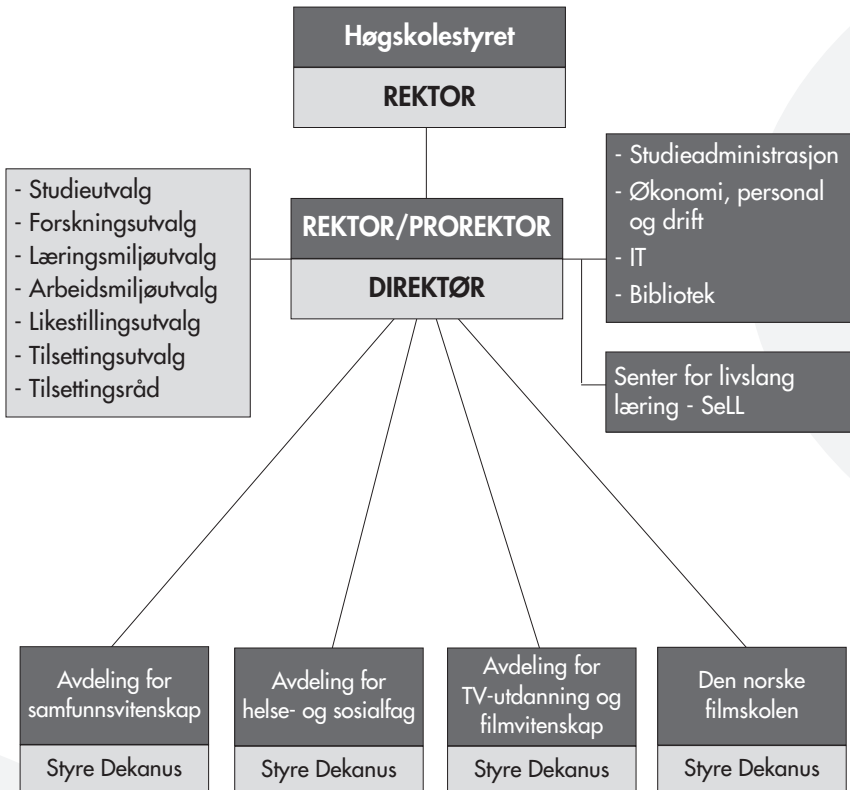 Høgskolestyret
REKTOR
- Studieutvalg
- Forskningsutvalg
- Læringsmiljøutvalg
- Arbeidsmiljøutvalg
- Likestillingsutvalg
- Tilsettingsutvalg
- Tilsettingsråd
REKTOR/PROREKTOR
DIREKTØR
- Studieadministrasjon
- Økonomi, personal
og drift
- IT
- Bibliotek
Senter for livslang
læring - SeLL
Avdeling for
samfunnsvitenskap
Styre Dekanus
Avdeling for
helse- og sosialfag
Styre Dekanus
Avdeling for
TV-utdanning og
filmvitenskap
Styre Dekanus
Den norske
filmskolen
Styre Dekanus